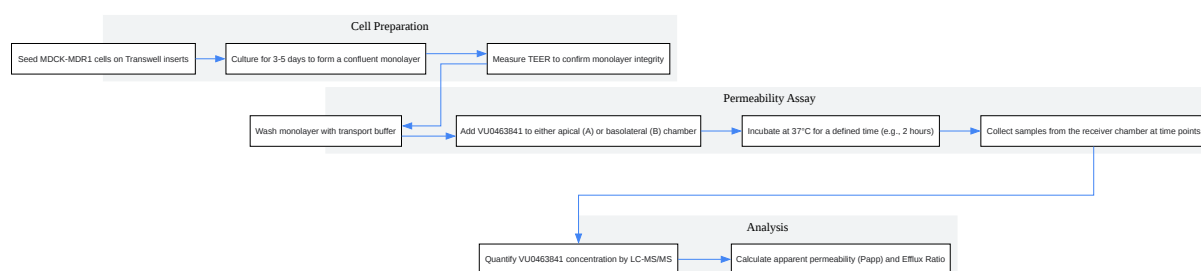 Cell Preparation
Seed MDCK-MDR1 cells on Transwell inserts
Culture for 3-5 days to form a confluent monolayer
Measure TEER to confirm monolayer integrity
Permeability Assay
Wash monolayer with transport buffer
Add VU0463841 to either apical (A) or basolateral (B) chamber
Incubate at 37°C for a defined time (e.g., 2 hours)
Collect samples from the receiver chamber at time points
Analysis
Quantify VU0463841 concentration by LC-MS/MS
Calculate apparent permeability (Papp) and Efflux Ratio